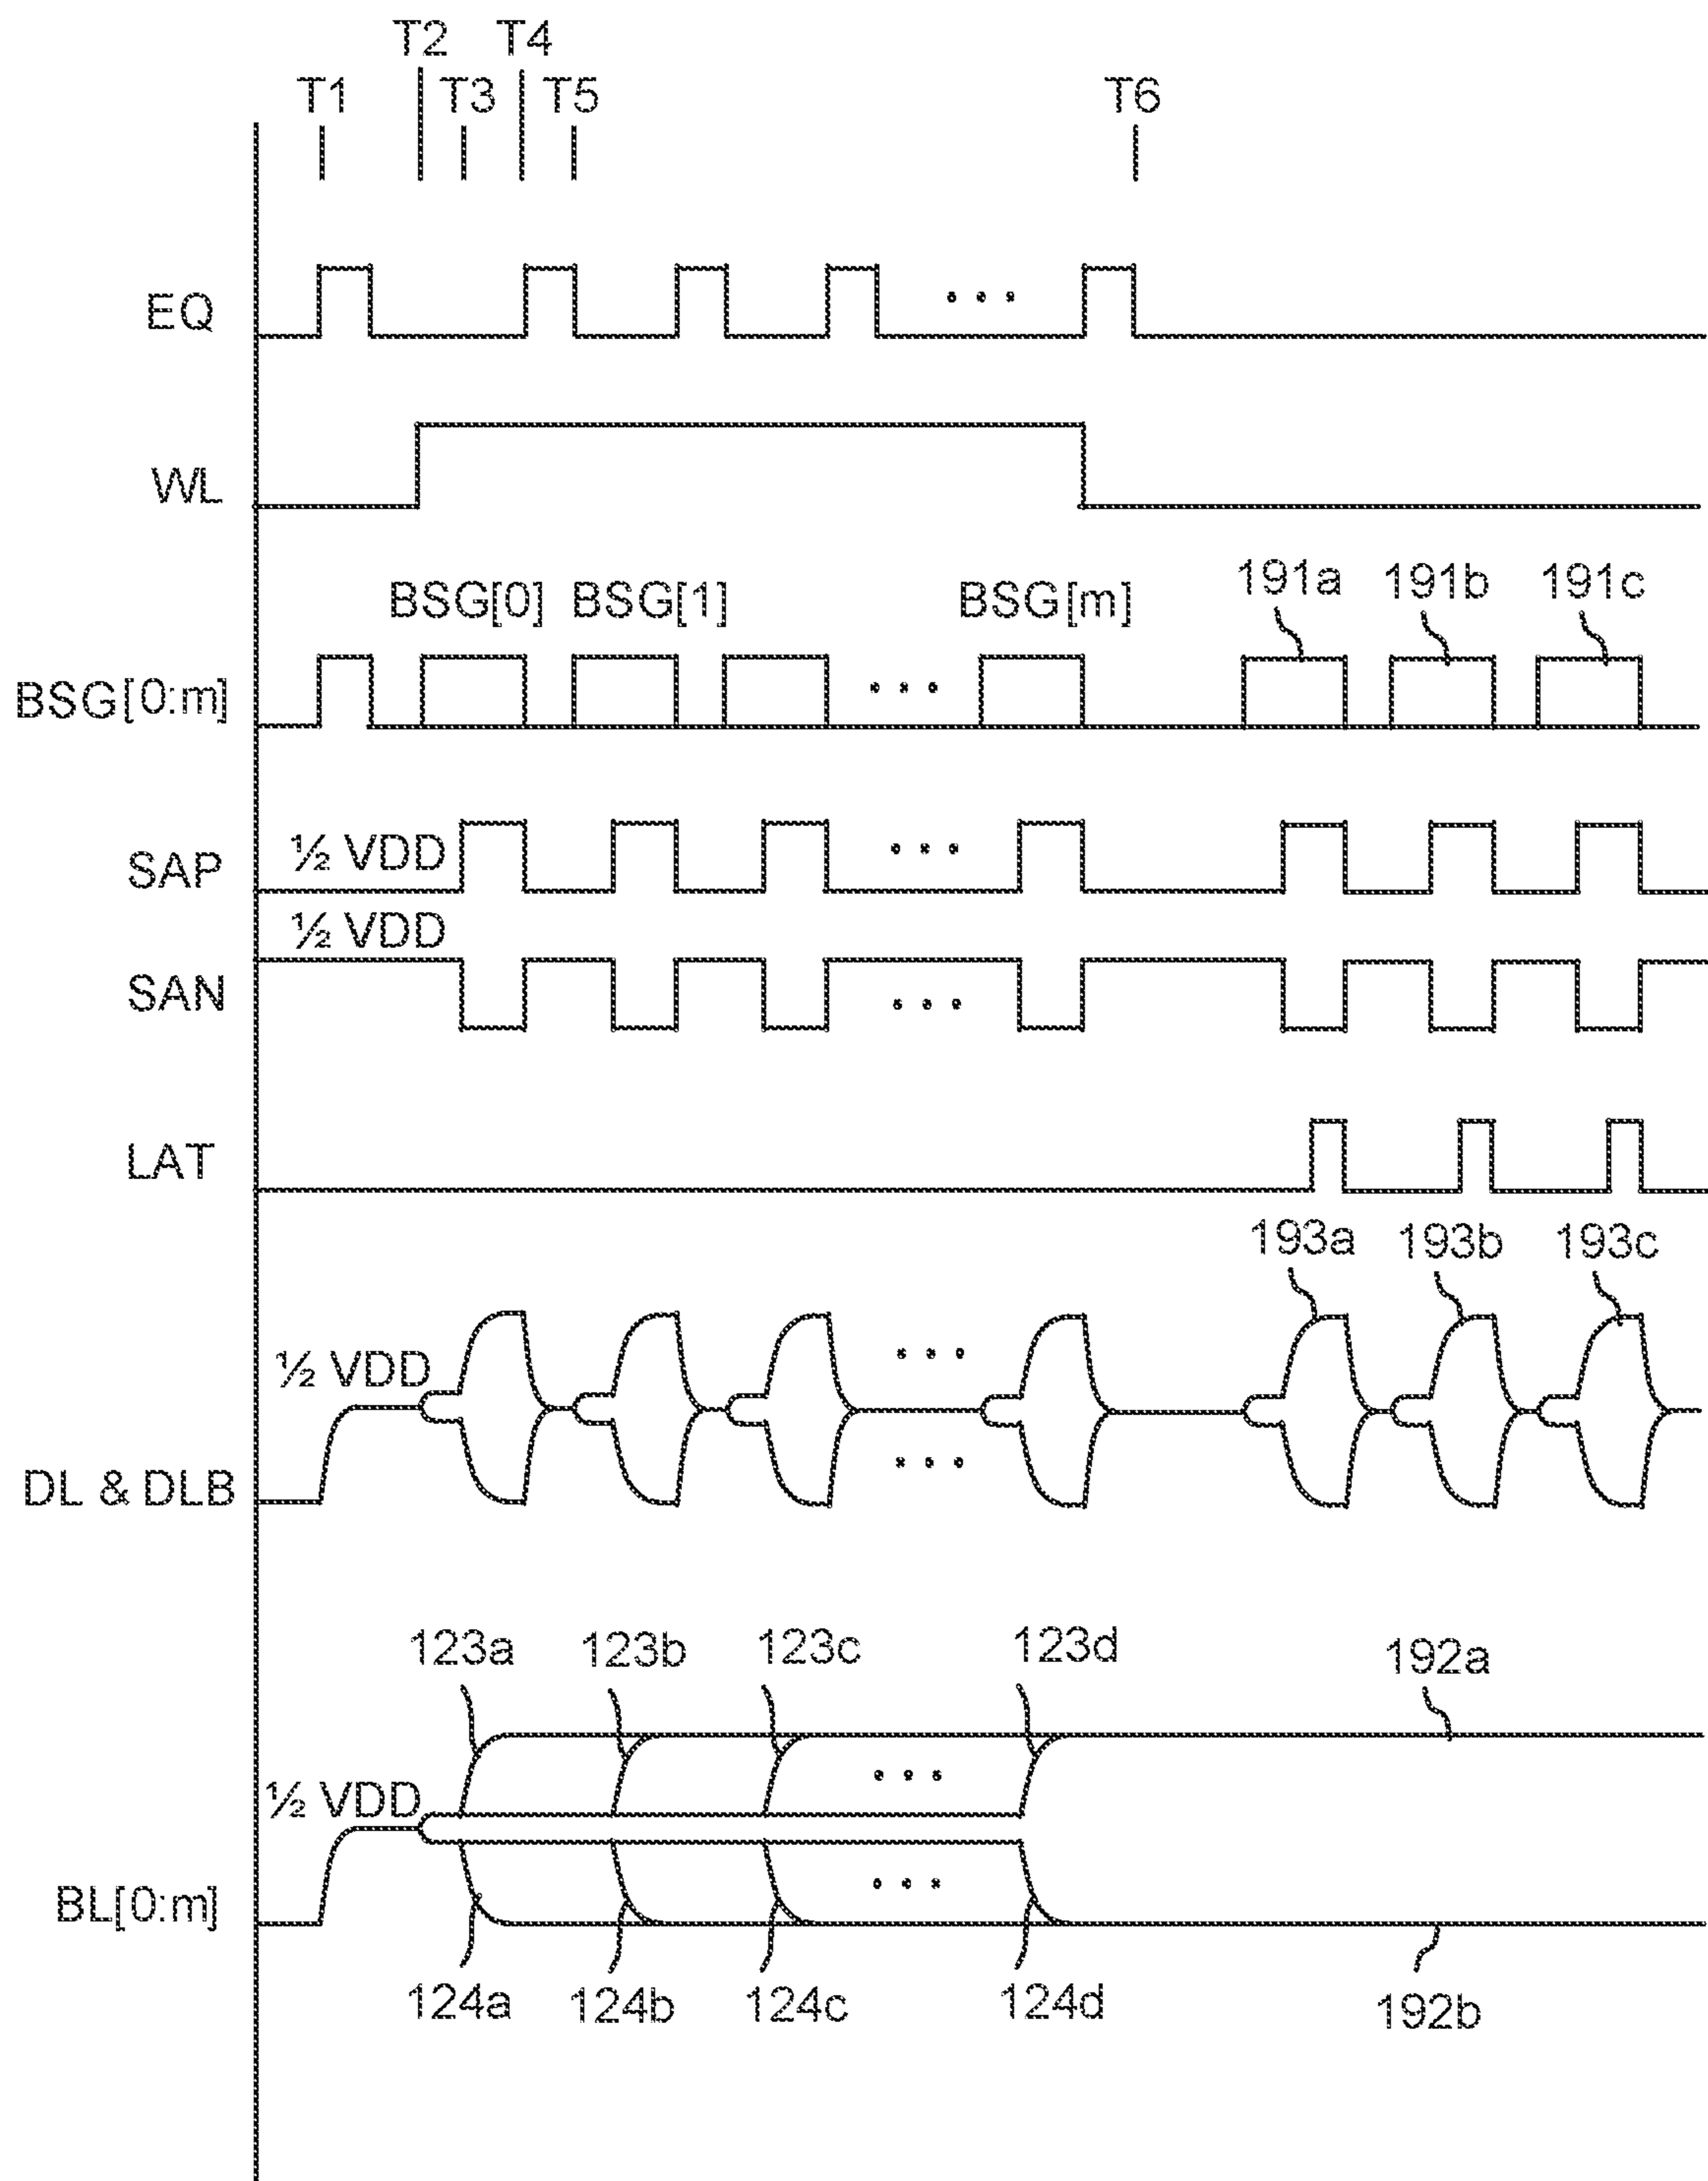 T2 T4
T1 T3 T5 T6
EQ
WL
BSG[0] BSG[1] BSG[m] 191a 191b 191c
BSG[0:m]
½ VDD
SAP
½ VDD
SAN
LAT
193a 193b 193c
½ VDD
DL & DLB
123a 123b 123c 123d 192a
½ VDD
BL[0:m]
124a 124b 124c 124d 192b